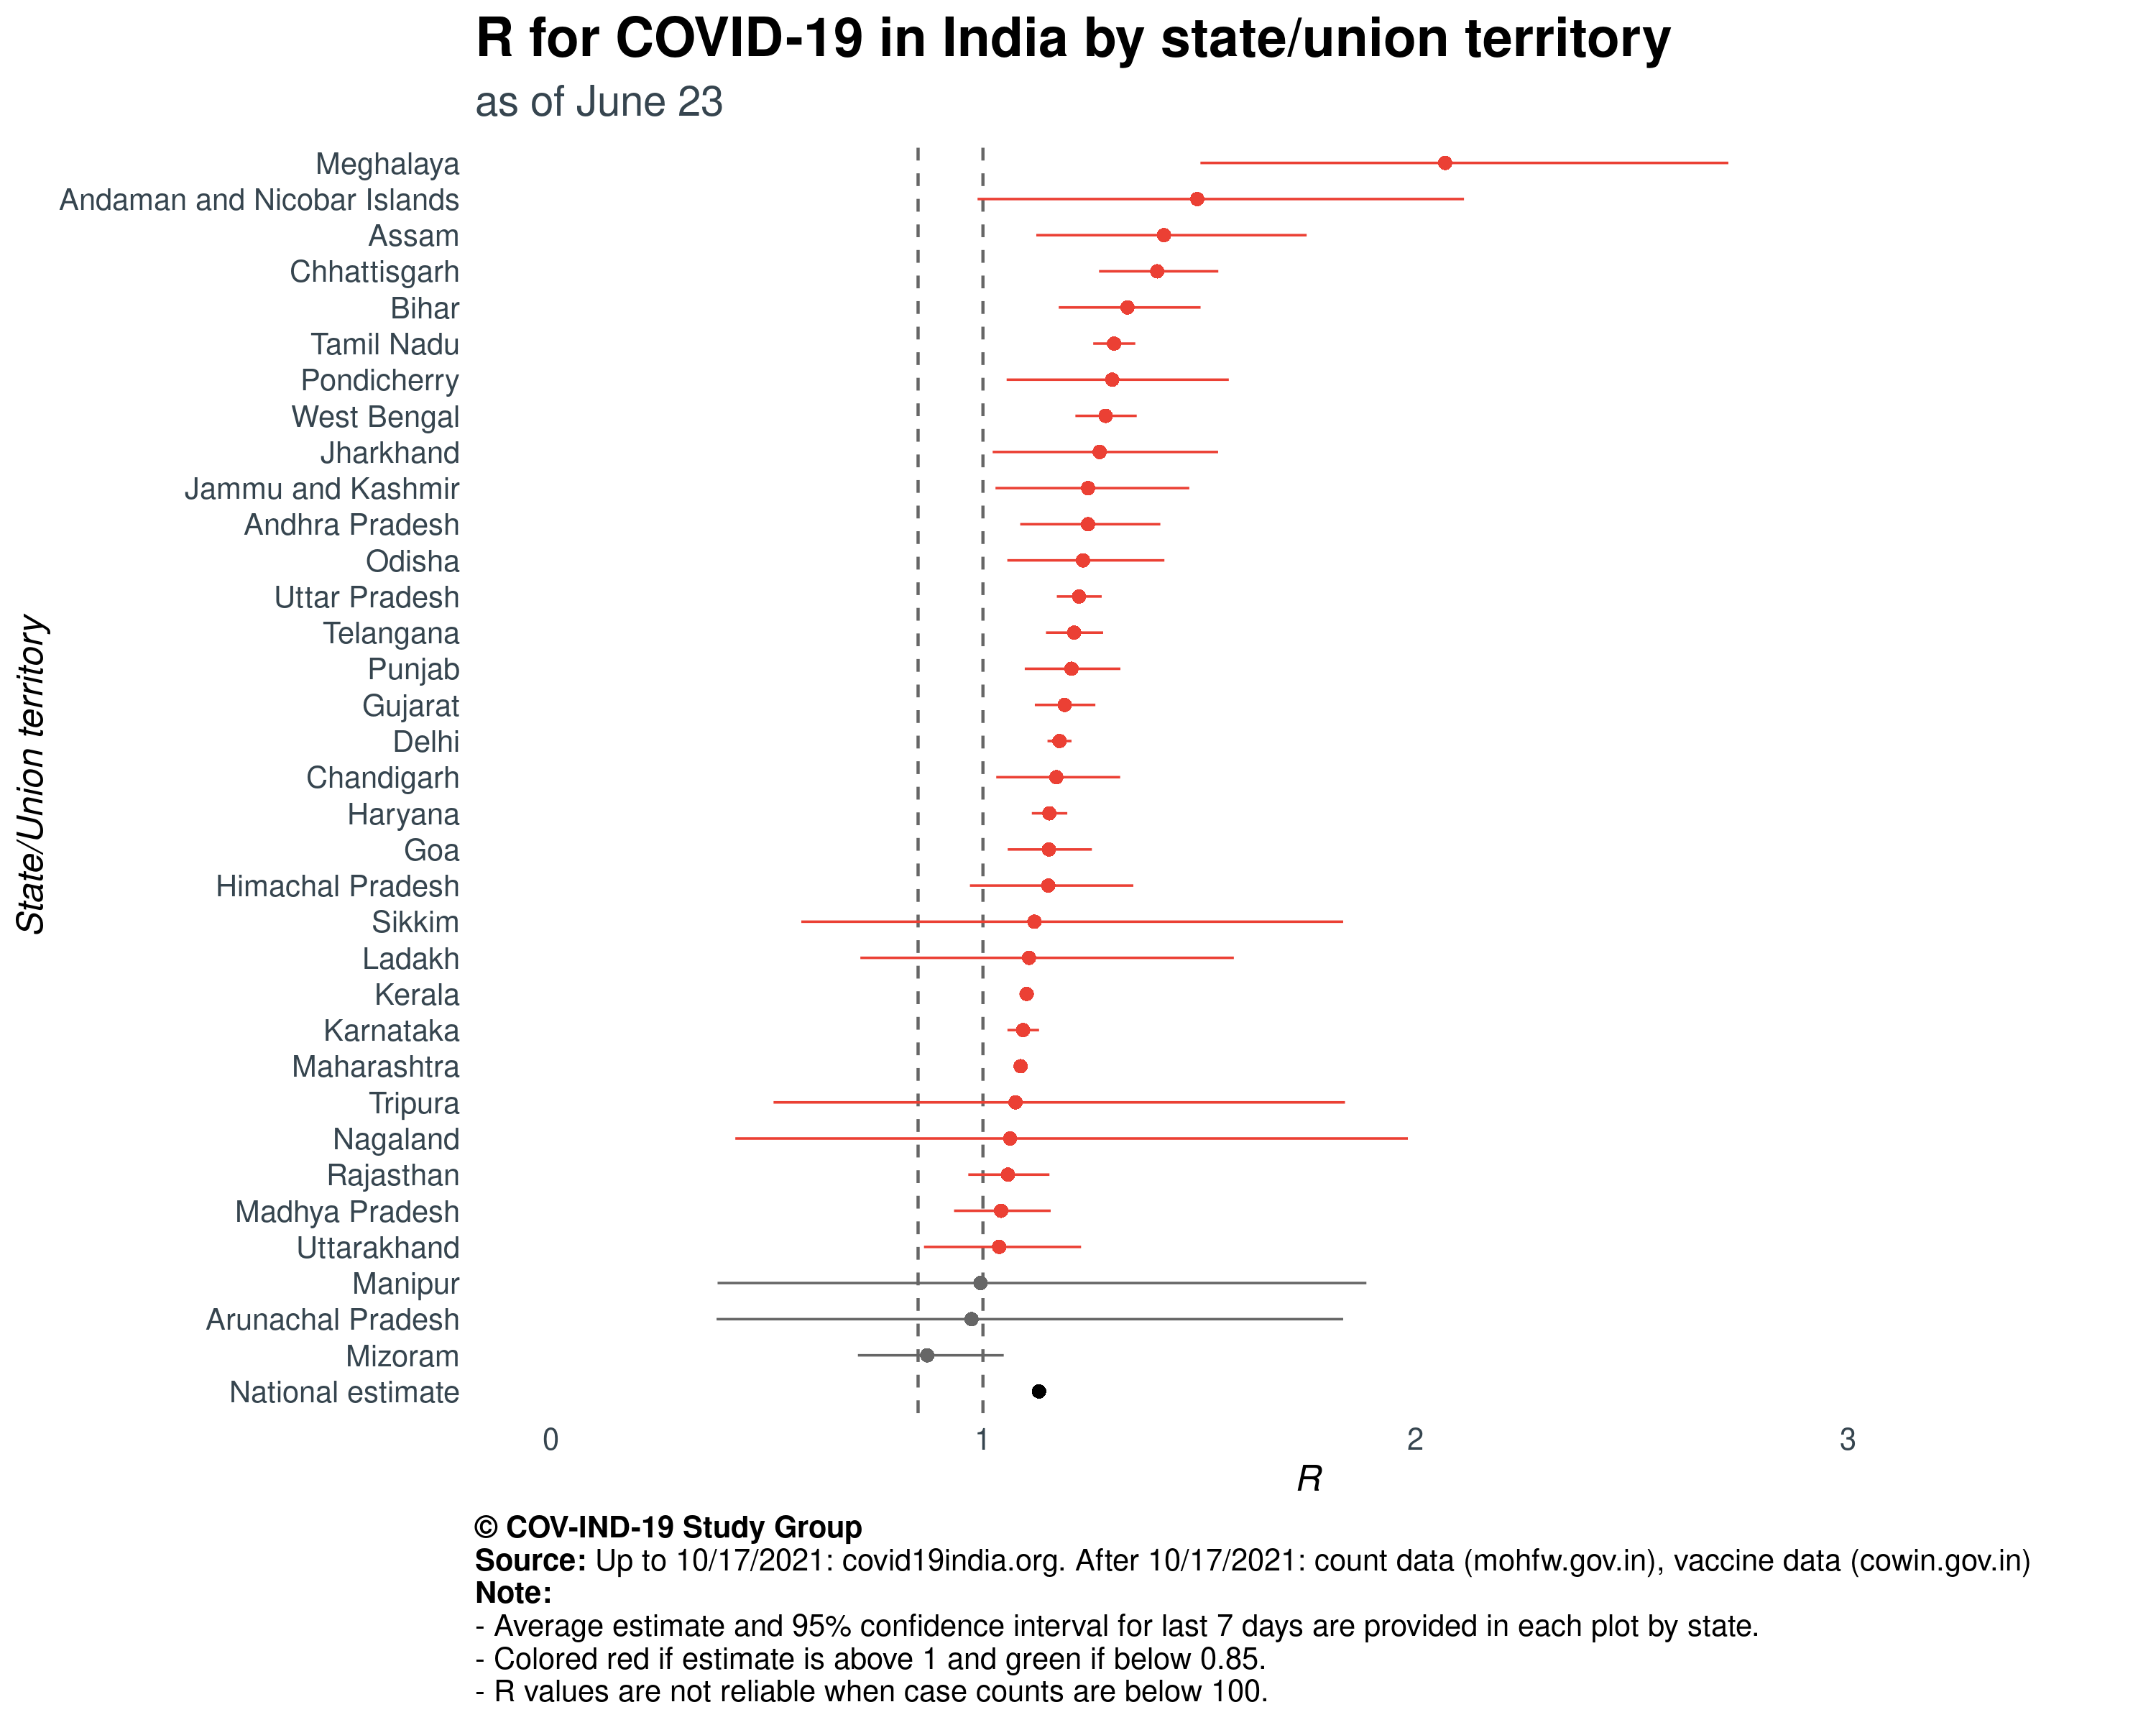 R for COVID-19 in India by state/union territory
as of June 23
State/Union territory
Meghalaya
Andaman and Nicobar Islands
Assam
Chhattisgarh
Bihar
Tamil Nadu
Pondicherry
West Bengal
Jharkhand
Jammu and Kashmir
Andhra Pradesh
Odisha
Uttar Pradesh
Telangana
Punjab
Gujarat
Delhi
Chandigarh
Haryana
Goa
Himachal Pradesh
Sikkim
Ladakh
Kerala
Karnataka
Maharashtra
Tripura
Nagaland
Rajasthan
Madhya Pradesh
Uttarakhand
Manipur
Arunachal Pradesh
Mizoram
National estimate
0 1 2 3
R
© COV-IND-19 Study Group
Source: Up to 10/17/2021: covid19india.org. After 10/17/2021: count data (mohfw.gov.in), vaccine data (cowin.gov.in)
Note:
- Average estimate and 95% confidence interval for last 7 days are provided in each plot by state.
- Colored red if estimate is above 1 and green if below 0.85.
- R values are not reliable when case counts are below 100.